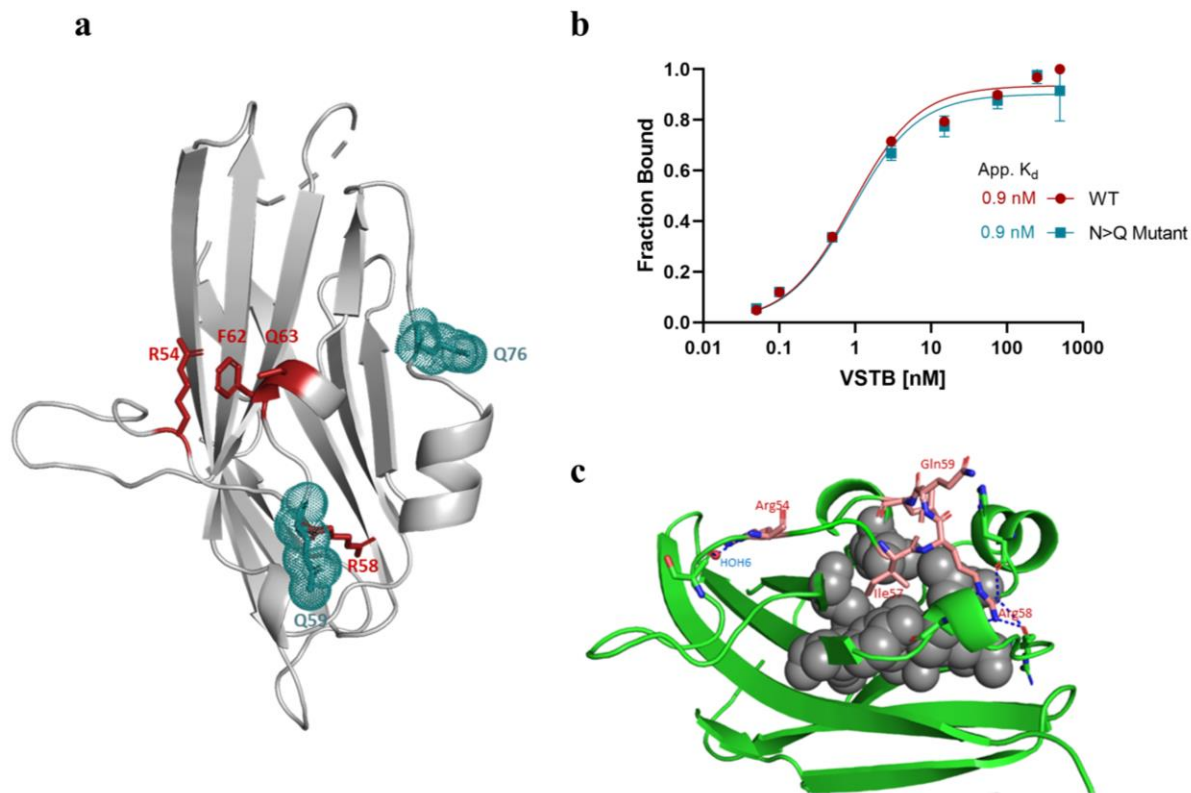 a
R54
F62
Q63
Q76
R58
Q59
b
Fraction Bound
1.0
0.8
0.6
0.4
0.2
0.0
App. Kd
0.9 nM WT
0.9 nM N>Q Mutant
0.01 0.1 1 10 100 1000
VSTB [nM]
c
Gln59
Arg54
HOH6
Ile57
Arg58